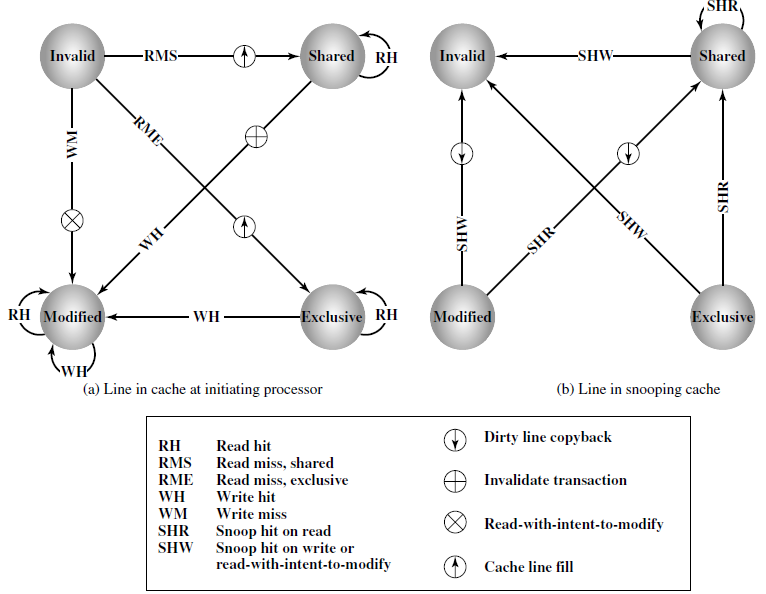 Invalid
RMS
Shared
RH
WM
RME
WH
RH
Modified
WH
Exclusive
RH
WH
(a) Line in cache at initiating processor
SHR
Invalid
SHW
Shared
SHW
SHR
SHW
SHR
Modified
Exclusive
(b) Line in snooping cache
RH Read hit
RMS Read miss, shared
RME Read miss, exclusive
WH Write hit
WM Write miss
SHR Snoop hit on read
SHW Snoop hit on write or
read-with-intent-to-modify
Dirty line copyback
Invalidate transaction
Read-with-intent-to-modify
Cache line fill